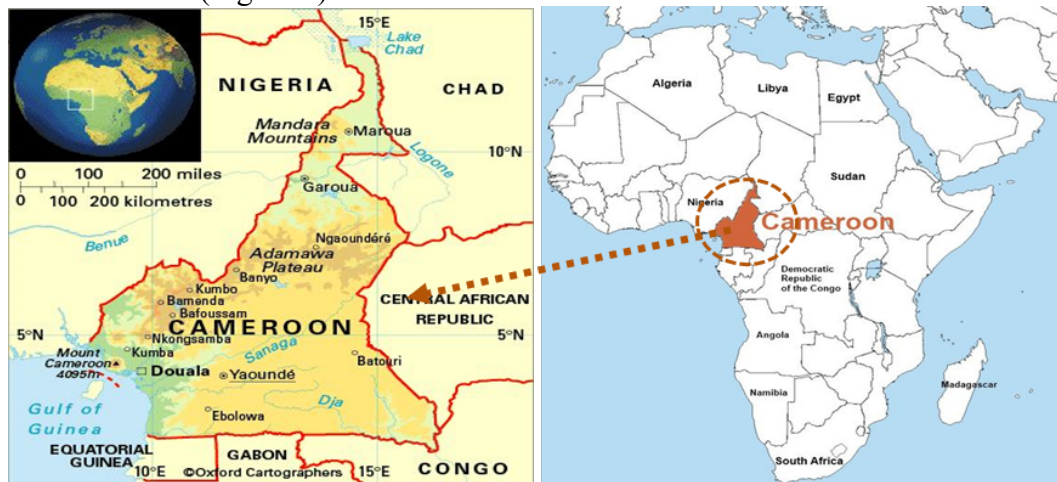 15°E
Lake
Chad
NIGERIA
CHAD
Mandara
Mountains
Maroua
Logone
10°N
0 100 200 miles
0 100 200 kilometres
Garoua
Benue
Ngaoundéré
Adamawa
Plateau
Banyo
Kumbo
Bamenda
Bafoussam
CENTRAL AFRICAN
REPUBLIC
5°N
CAMEROON
5°N
Nkongsamba
Kumba
Mount
Cameroon
4095m
Sanaga
Batouri
Douala
Yaoundé
Dja
Ebolowa
Gulf of
Guinea
EQUATORIAL
GUINEA
10°E
GABON
©Oxford Cartographers
15°E
CONGO
Algeria
Libya
Egypt
Sudan
Nigeria
Cameroon
Democratic
Republic
of the Congo
Angola
Namibia
Madagascar
South Africa